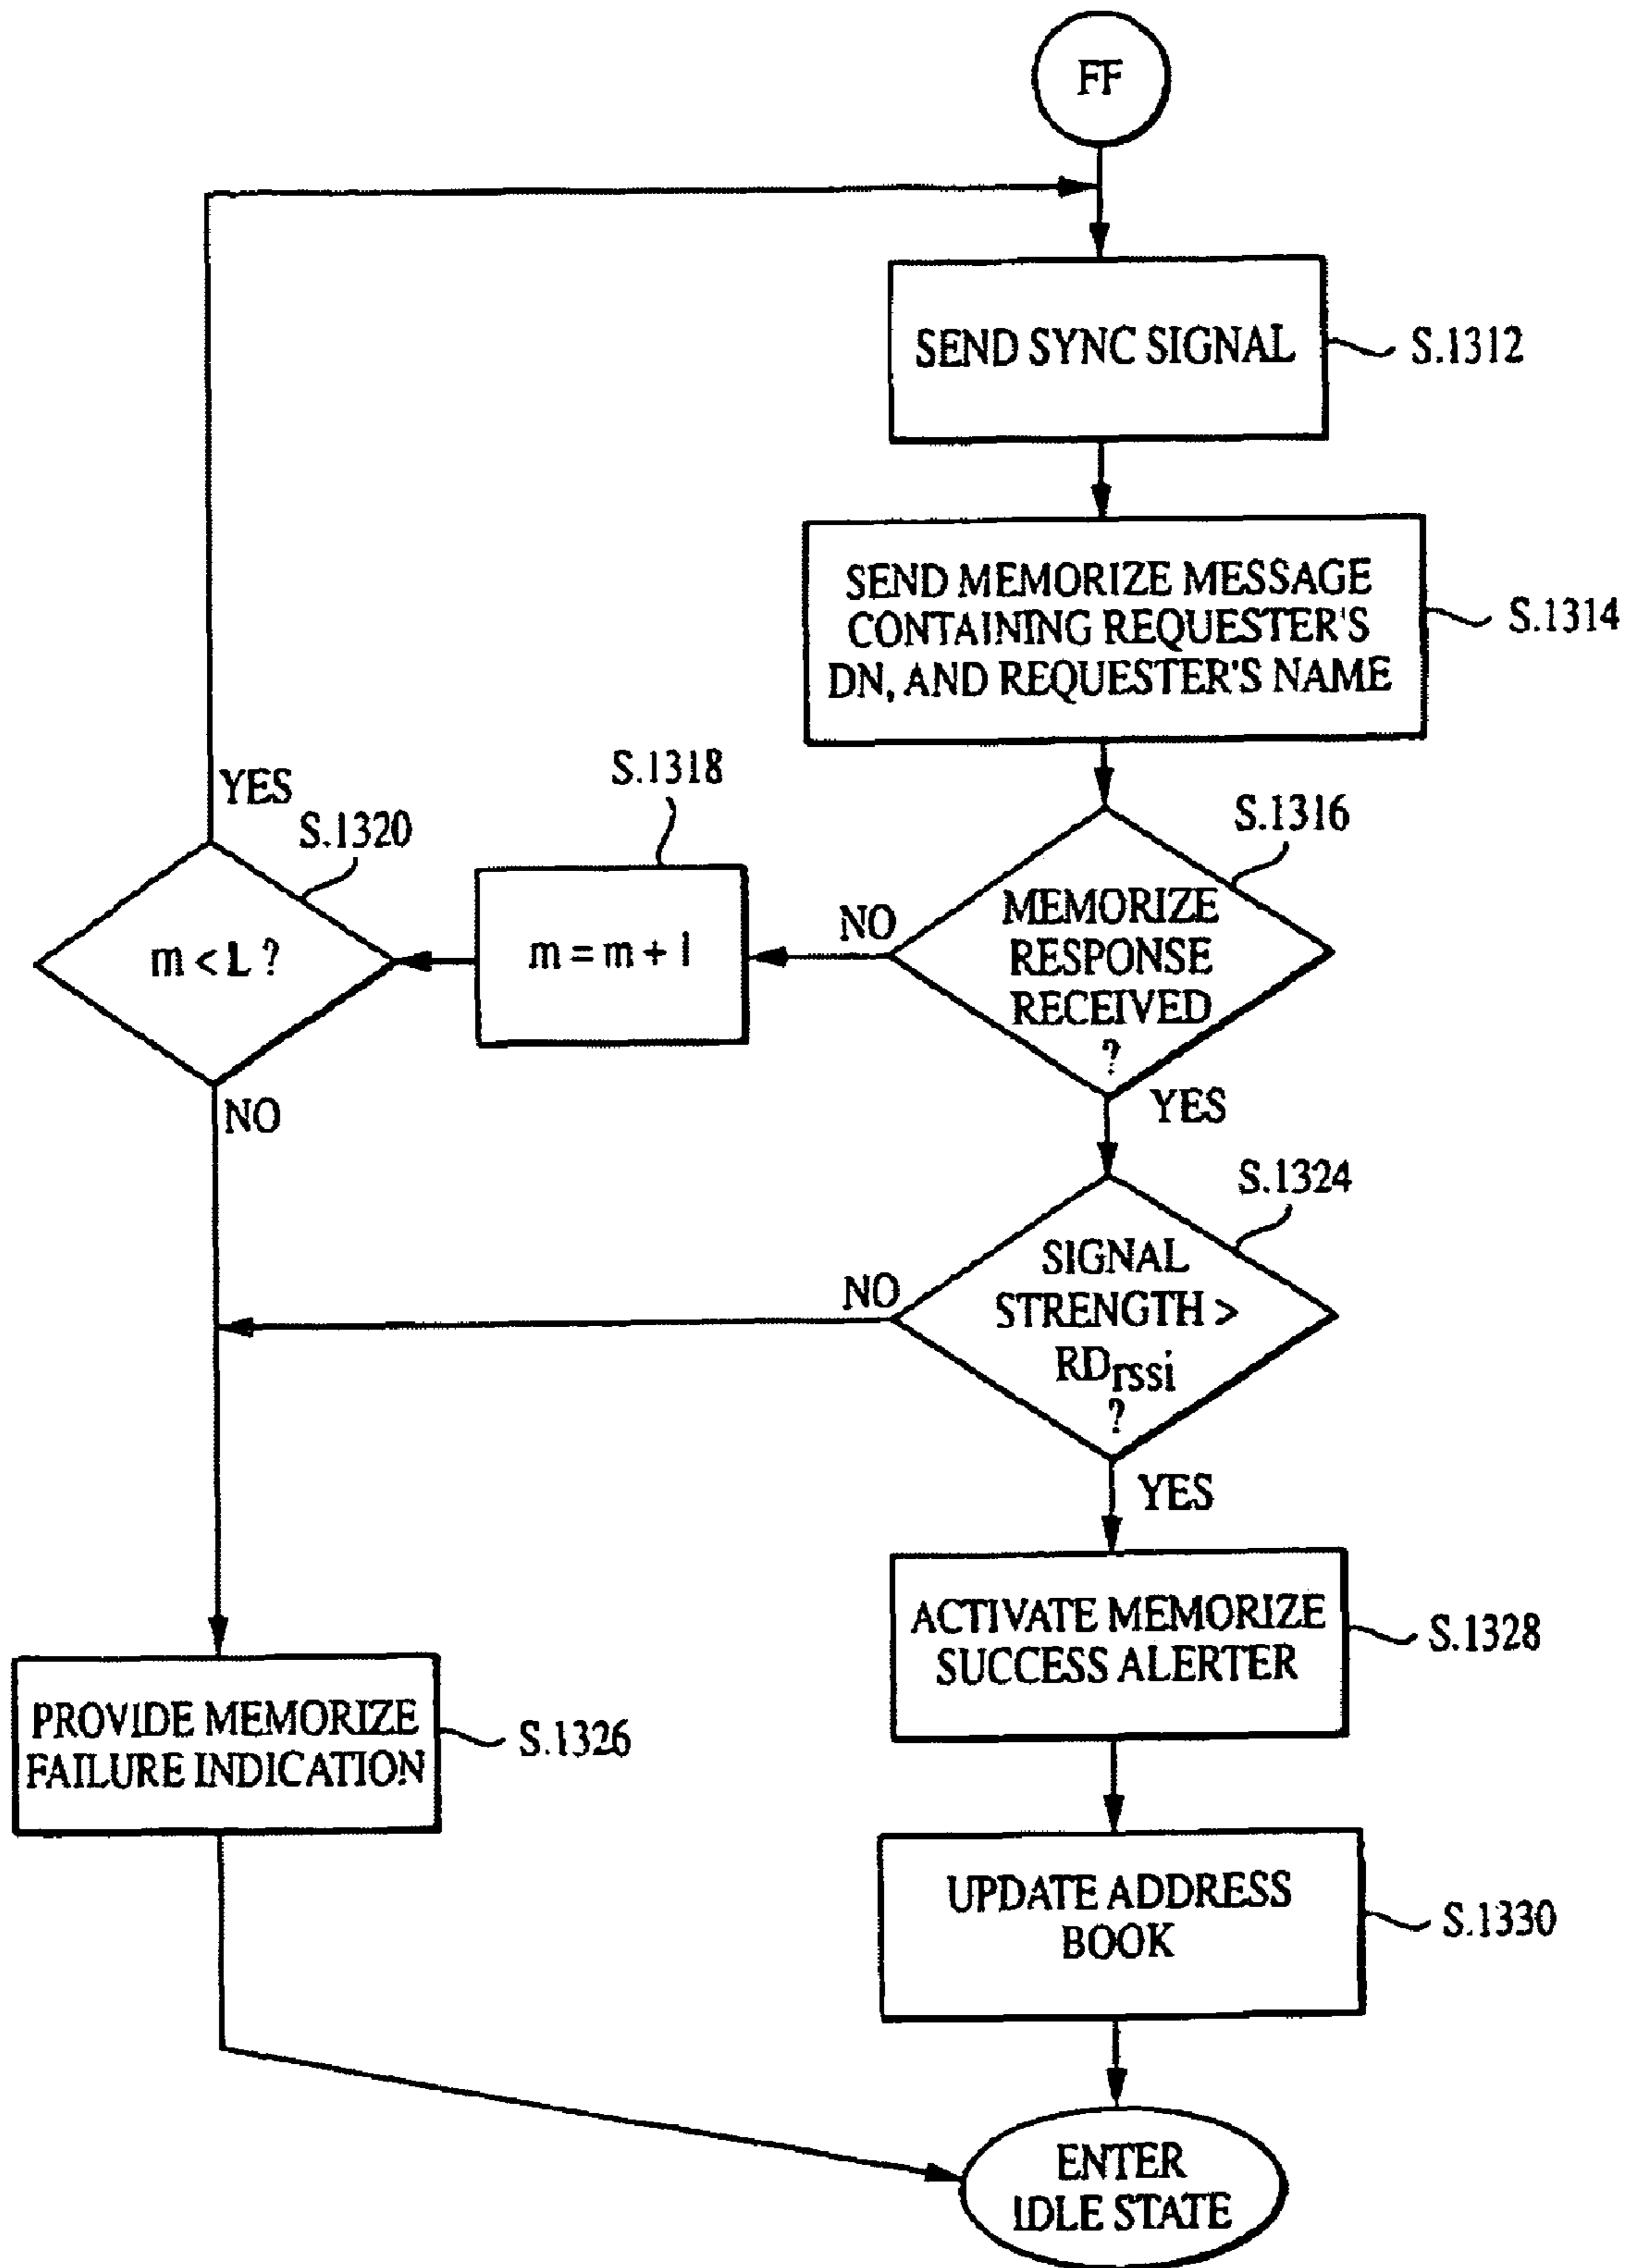 FF
SEND SYNC SIGNAL
S.1312
SEND MEMORIZE MESSAGE
CONTAINING REQUESTER'S
DN, AND REQUESTER'S NAME
S.1314
S.1316
MEMORIZE
RESPONSE
RECEIVED
?
NO
YES
S.1318
m = m + 1
S.1320
m < L ?
YES
NO
S.1324
SIGNAL
STRENGTH >
RDrssi
?
NO
YES
ACTIVATE MEMORIZE
SUCCESS ALERTER
S.1328
PROVIDE MEMORIZE
FAILURE INDICATION
S.1326
UPDATE ADDRESS
BOOK
S.1330
ENTER
IDLE STATE